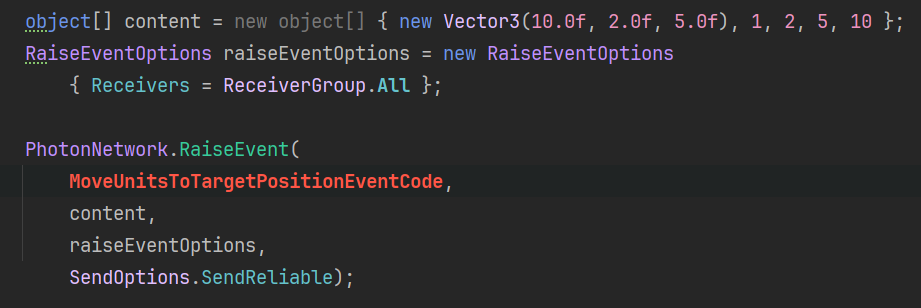 object[] content = new object[] { new Vector3(10.0f, 2.0f, 5.0f), 1, 2, 5, 10 };
RaiseEventOptions raiseEventOptions = new RaiseEventOptions
    { Receivers = ReceiverGroup.All };

PhotonNetwork.RaiseEvent(
    MoveUnitsToTargetPositionEventCode,
    content,
    raiseEventOptions,
    SendOptions.SendReliable);